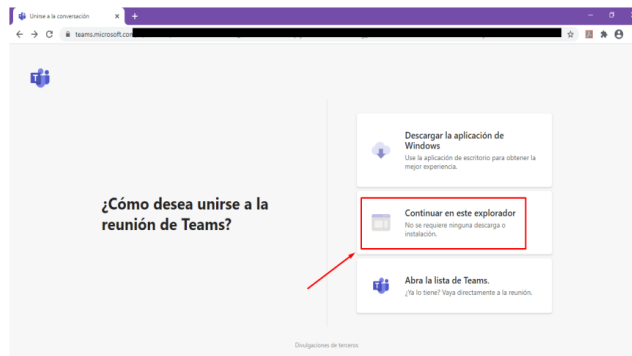 Unirse a la conversación
teams.microsoft.com
Descargar la aplicación de
Windows
Use la aplicación de escritorio para obtener la
mejor experiencia.
¿Cómo desea unirse a la
reunión de Teams?
Continuar en este explorador
No se requiere ninguna descarga o
instalación.
Abra la lista de Teams.
¿Ya lo tiene? Vaya directamente a la reunión.
Divulgaciones de terceros